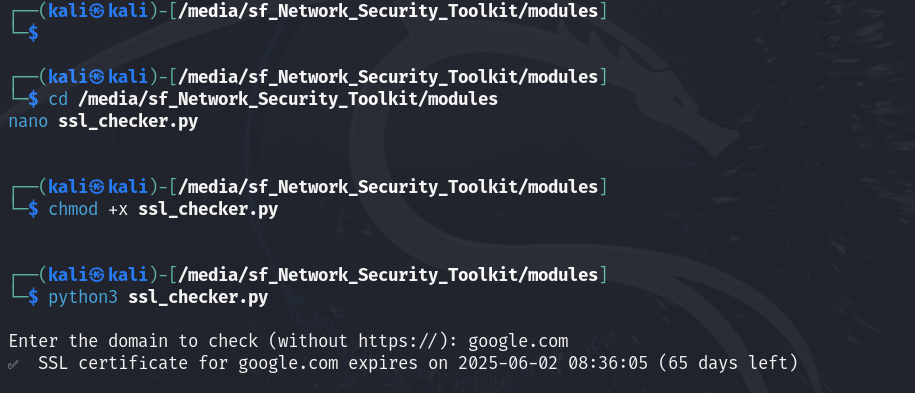 ┌──(kali㉿kali)-[/media/sf_Network_Security_Toolkit/modules]
└─$
┌──(kali㉿kali)-[/media/sf_Network_Security_Toolkit/modules]
└─$ cd /media/sf_Network_Security_Toolkit/modules
nano ssl_checker.py
┌──(kali㉿kali)-[/media/sf_Network_Security_Toolkit/modules]
└─$ chmod +x ssl_checker.py
┌──(kali㉿kali)-[/media/sf_Network_Security_Toolkit/modules]
└─$ python3 ssl_checker.py
Enter the domain to check (without https://): google.com
✅ SSL certificate for google.com expires on 2025-06-02 08:36:05 (65 days left)